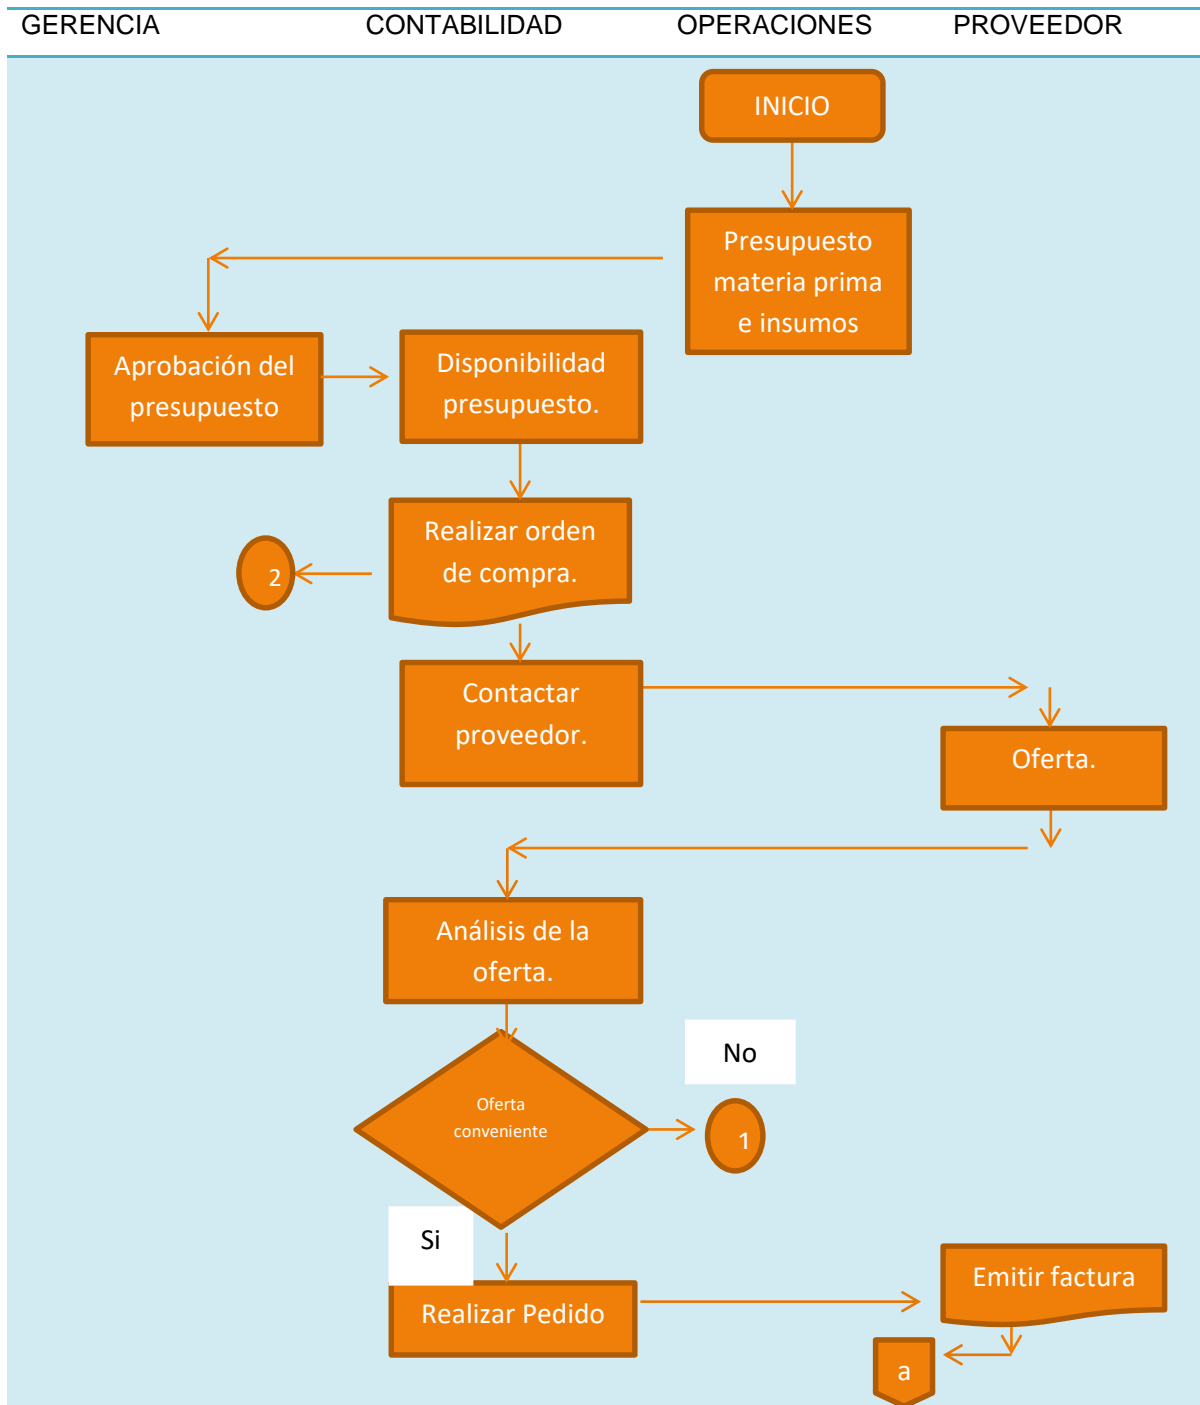 GERENCIA CONTABILIDAD OPERACIONES PROVEEDOR
INICIO
Presupuesto
materia prima
e insumos
Aprobación del
presupuesto
Disponibilidad
presupuesto.
Realizar orden
de compra.
2
Contactar
proveedor.
Oferta.
Análisis de la
oferta.
No
Oferta
conveniente
1
Si
Realizar Pedido
Emitir factura
a